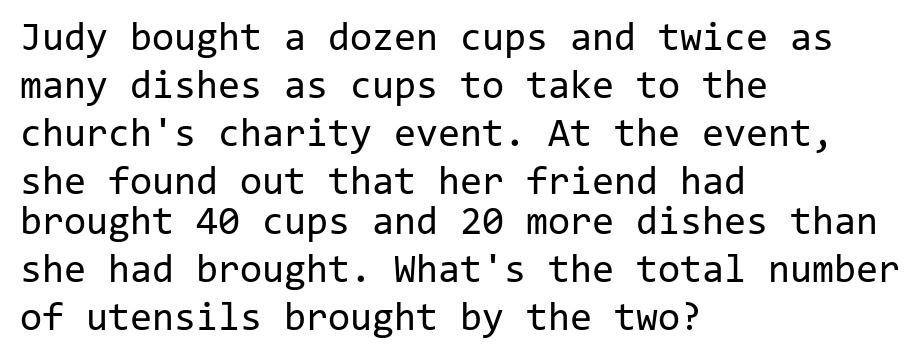 Judy bought a dozen cups and twice as
many dishes as cups to take to the
church's charity event. At the event,
she found out that her friend had
brought 40 cups and 20 more dishes than
she had brought. What's the total number
of utensils brought by the two?